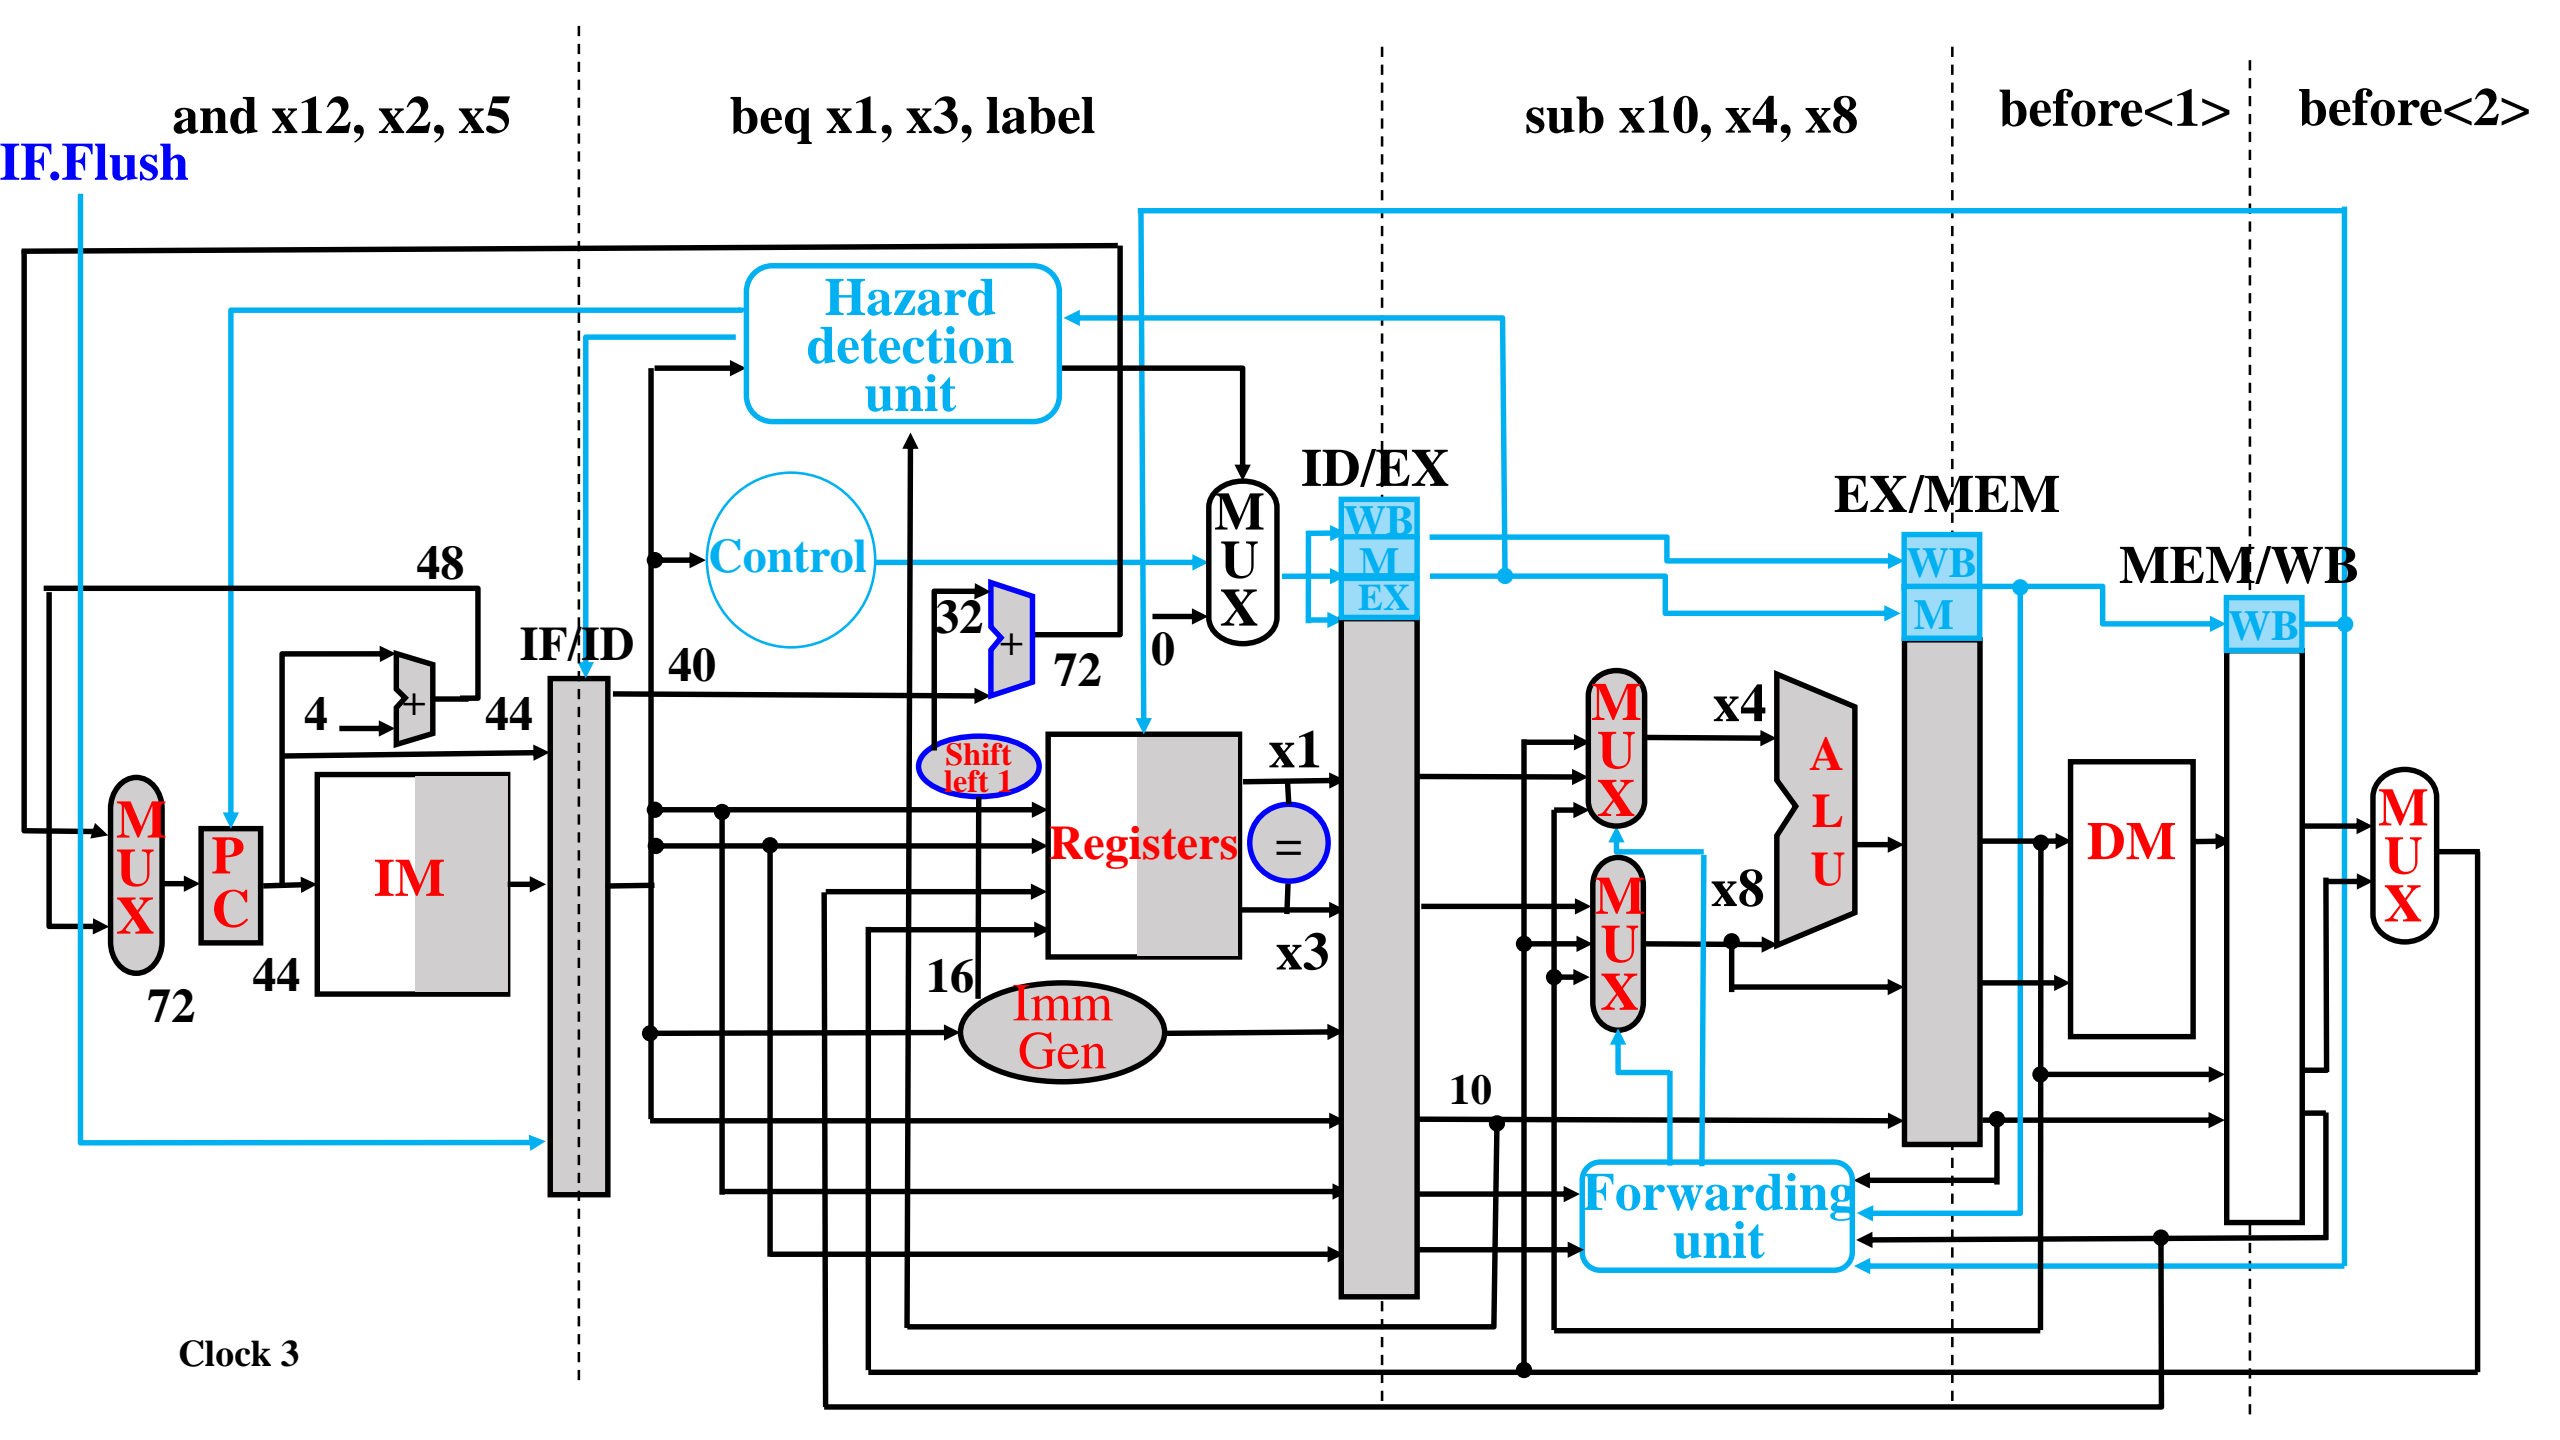 and x12, x2, x5
beq x1, x3, label
sub x10, x4, x8
before<1>
before<2>
IF.Flush
Hazard
detection
unit
ID/EX
EX/MEM
MEM/WB
IF/ID
Control
M
U
X
0
WB
M
EX
WB
M
WB
48
4
+
44
40
32
+
72
Shift
left 1
M
U
X
72
P
C
44
IM
Registers
x1
=
x3
16
Imm
Gen
M
U
X
x4
M
U
X
x8
A
L
U
DM
M
U
X
10
Forwarding
unit
Clock 3